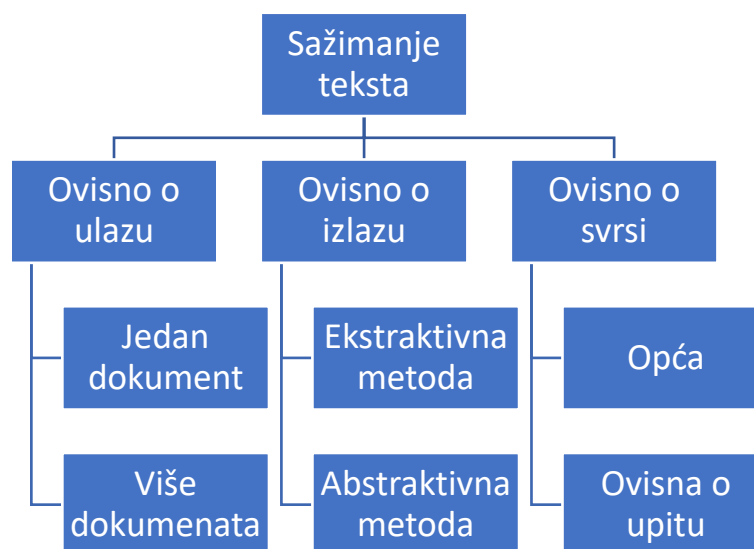 Sažimanje
teksta
Ovisno o
ulazu
Ovisno o
izlazu
Ovisno o
svrsi
Jedan
dokument
Ekstraktivna
metoda
Opća
Više
dokumenata
Abstraktivna
metoda
Ovisna o
upitu